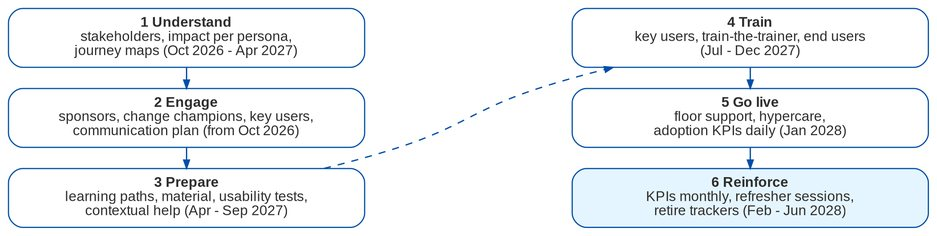 1 Understand
stakeholders, impact per persona,
journey maps (Oct 2026 - Apr 2027)
2 Engage
sponsors, change champions, key users,
communication plan (from Oct 2026)
3 Prepare
learning paths, material, usability tests,
contextual help (Apr - Sep 2027)
4 Train
key users, train-the-trainer, end users
(Jul - Dec 2027)
5 Go live
floor support, hypercare,
adoption KPIs daily (Jan 2028)
6 Reinforce
KPIs monthly, refresher sessions,
retire trackers (Feb - Jun 2028)